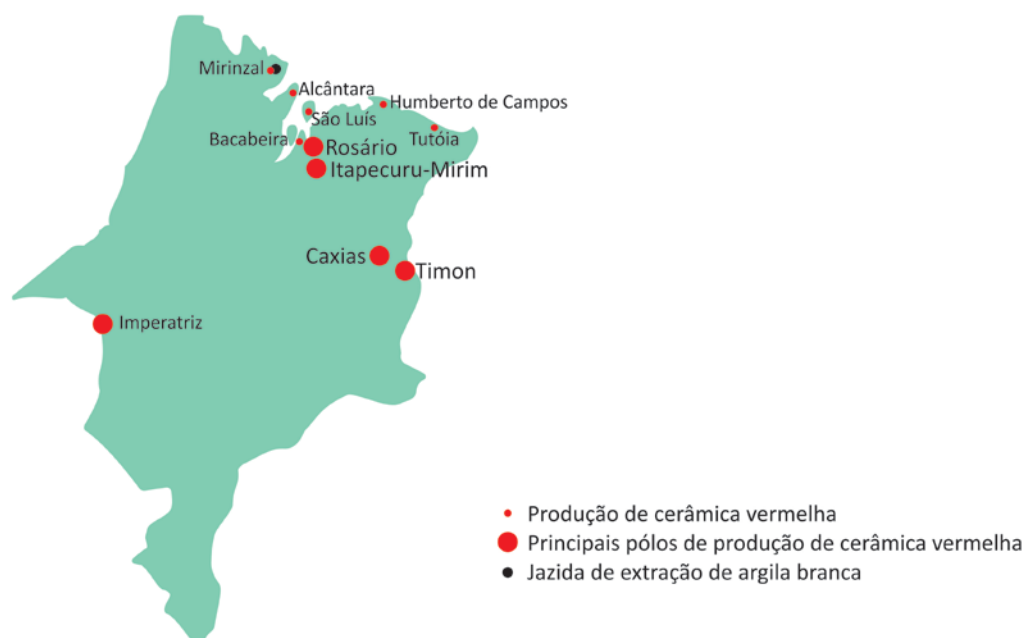 Mirinzal
Alcântara
Humberto de Campos
São Luís
Tutóia
Bacabeira
Rosário
Itapecuru-Mirim
Caxias
Timon
Imperatriz
Produção de cerâmica vermelha
Principais pólos de produção de cerâmica vermelha
Jazida de extração de argila branca